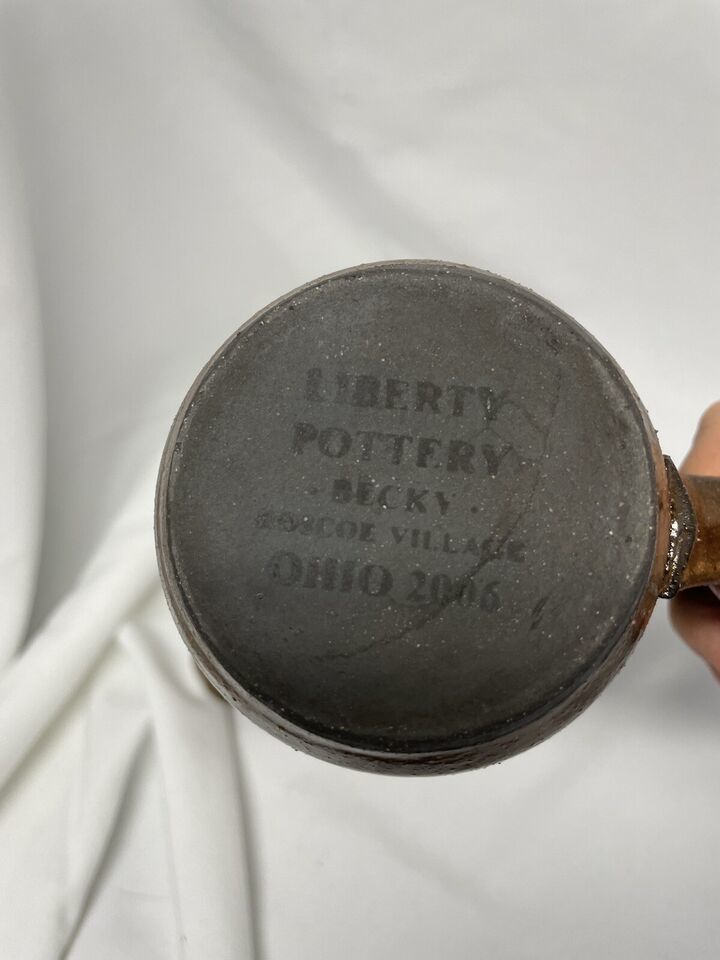 LIBERTY
POTTERY
· BECKY ·
ROSCOE VILLAGE
OHIO 2006